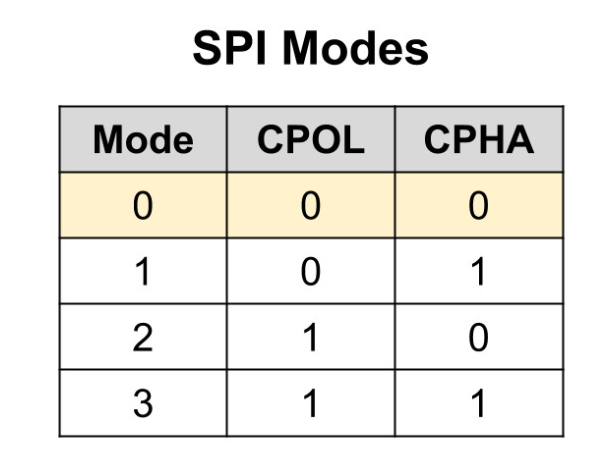 SPI Modes
Mode CPOL CPHA
0 0 0
1 0 1
2 1 0
3 1 1